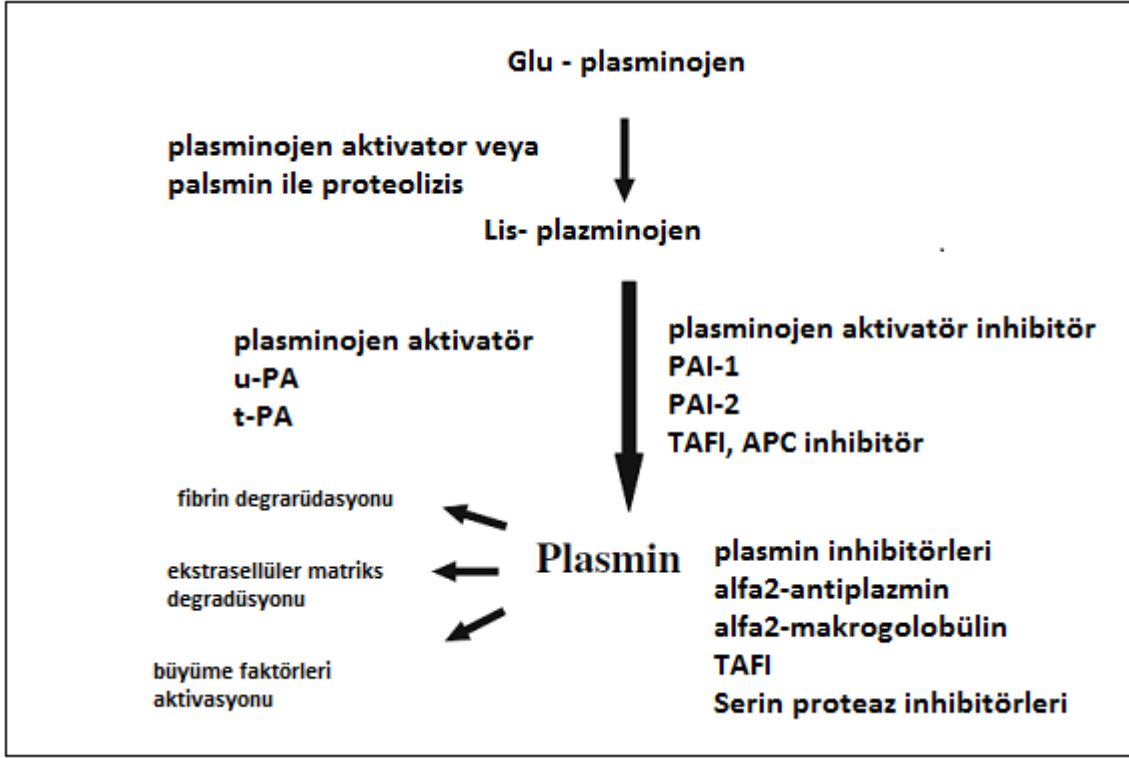 Glu - plasminojen
plasminojen aktivator veya
palsmin ile proteolizis
Lis- plazminojen
plasminojen aktivatör
u-PA
t-PA
plasminojen aktivatör inhibitör
PAI-1
PAI-2
TAFI, APC inhibitör
fibrin degrarüdasyonu
ekstrasellüler matriks
degradüsyonu
büyüme faktörleri
aktivasyonu
Plasmin
plasmin inhibitörleri
alfa2-antiplazmin
alfa2-makrogolobülin
TAFI
Serin proteaz inhibitörleri